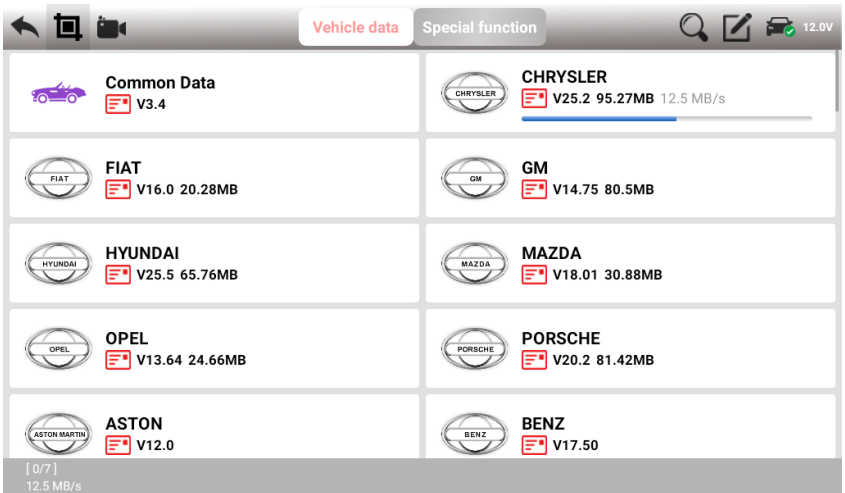 Vehicle data
Special function
12.0V
Common Data
V3.4
CHRYSLER
CHRYSLER
V25.2 95.27MB 12.5 MB/s
FIAT
FIAT
V16.0 20.28MB
GM
GM
V14.75 80.5MB
HYUNDAI
HYUNDAI
V25.5 65.76MB
MAZDA
MAZDA
V18.01 30.88MB
OPEL
OPEL
V13.64 24.66MB
PORSCHE
PORSCHE
V20.2 81.42MB
ASTON MARTIN
ASTON
V12.0
BENZ
BENZ
V17.50
[ 0/7 ]
12.5 MB/s